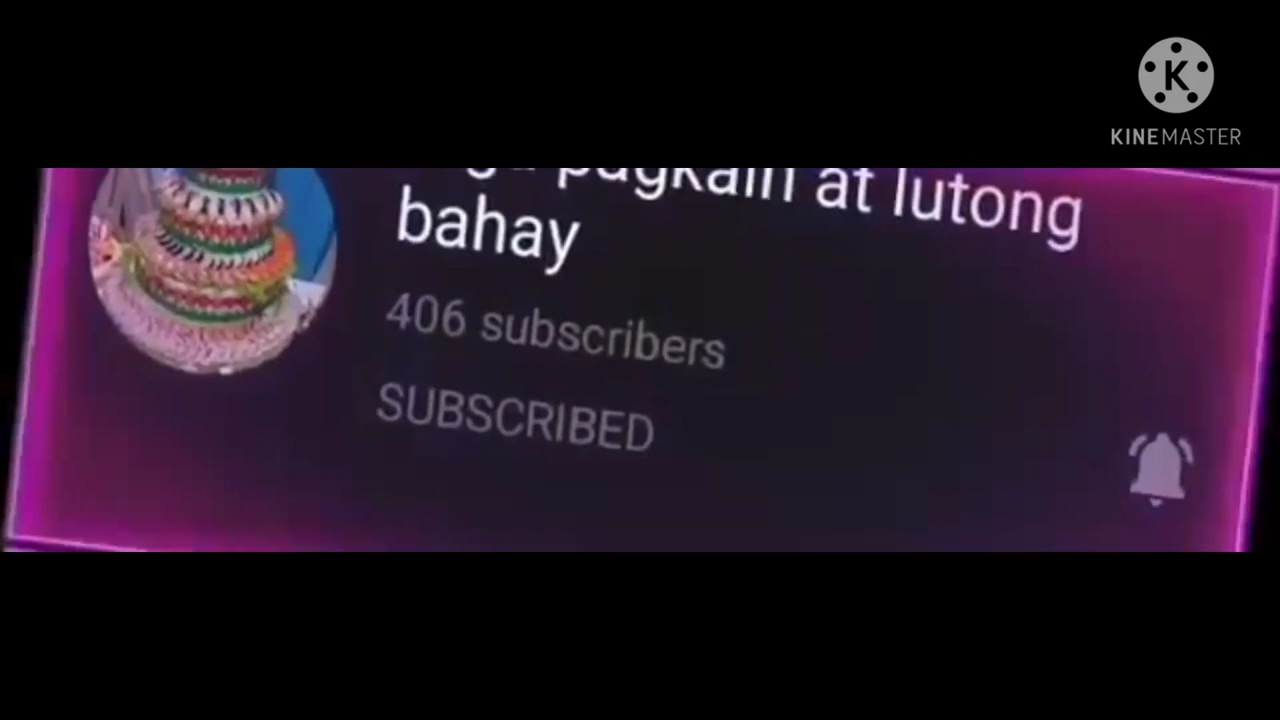 KINEMASTER
pagkain at lutong
bahay
406 subscribers
SUBSCRIBED